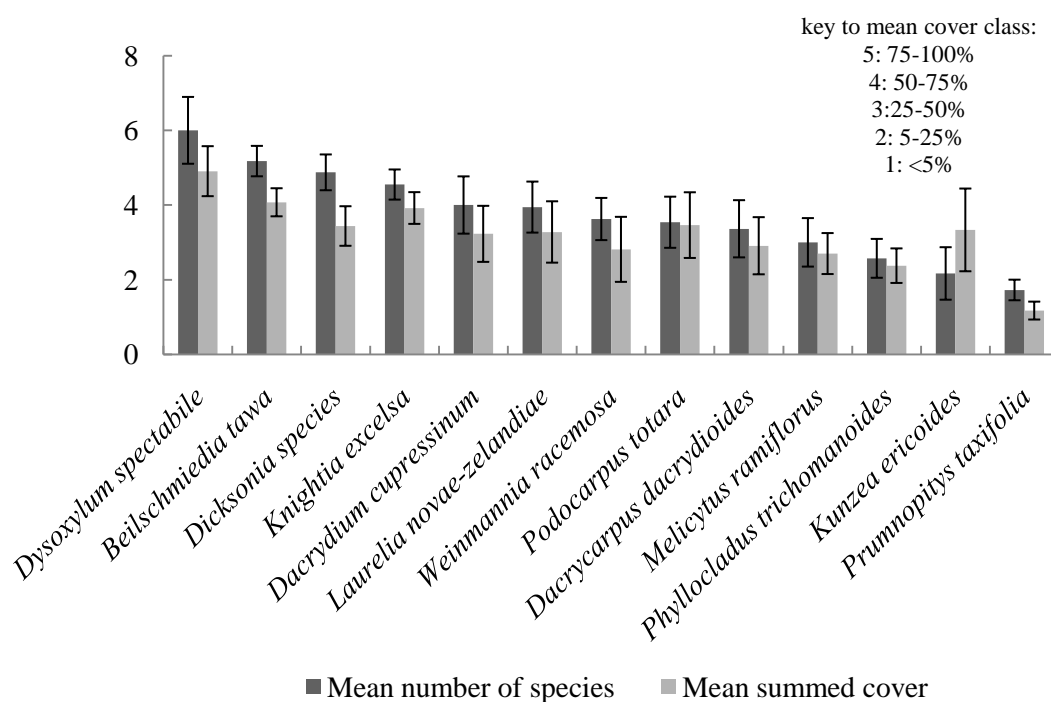 key to mean cover class:
5: 75-100%
4: 50-75%
3:25-50%
2: 5-25%
1: <5%
8
6
4
2
0
Dysoxylum spectabile
Beilschmiedia tawa
Dicksonia species
Knightia excelsa
Dacrydium cupressinum
Laurelia novae-zelandiae
Weinmannia racemosa
Podocarpus totara
Dacrycarpus dacrydioides
Melicytus ramiflorus
Phyllocladus trichomanoides
Kunzea ericoides
Prumnopitys taxifolia
Mean number of species
Mean summed cover